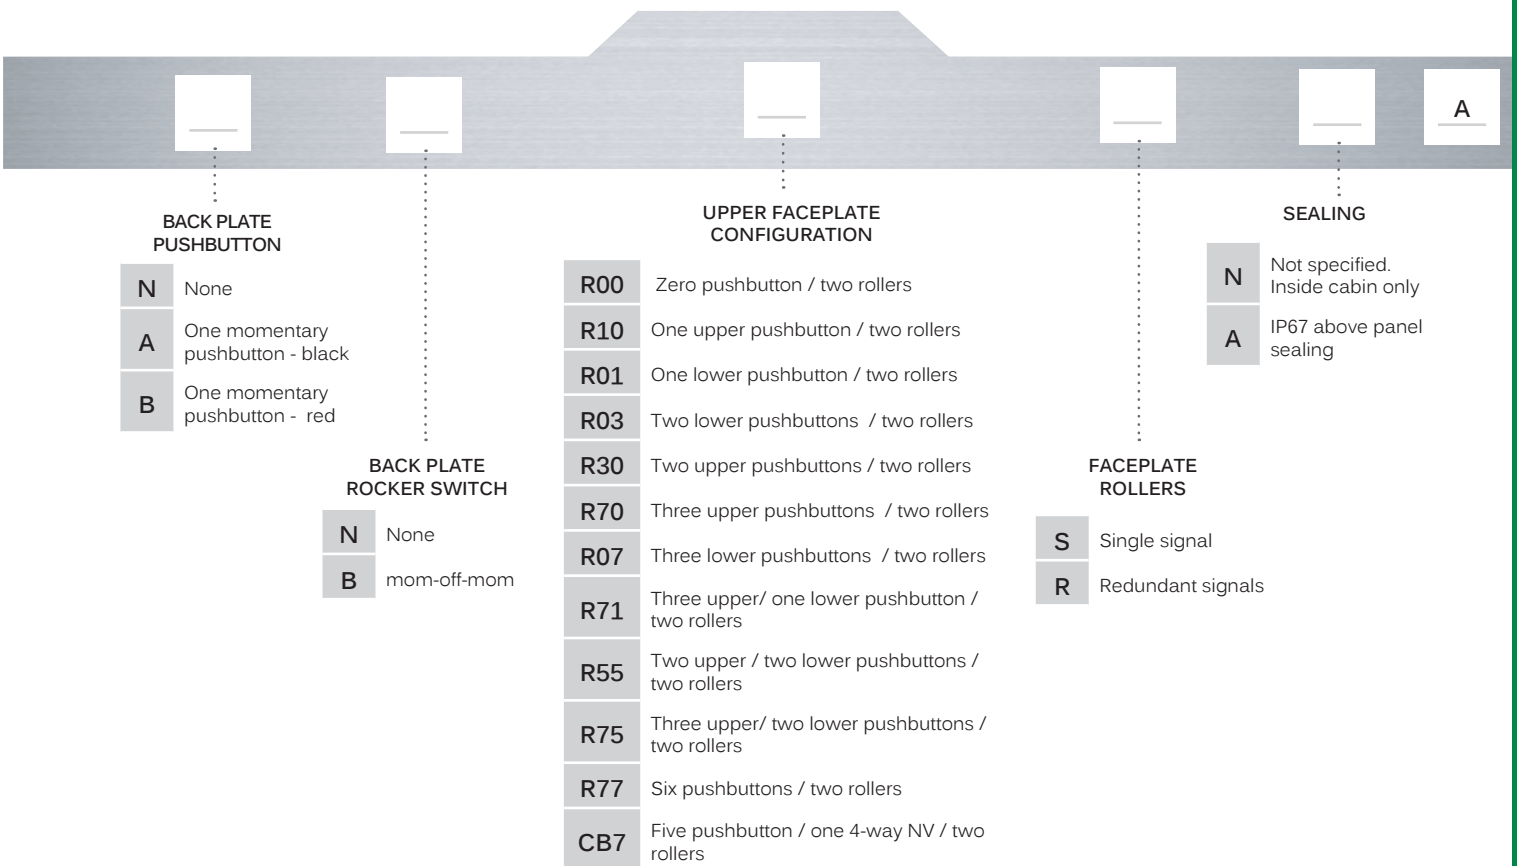 A
BACK PLATE
PUSHBUTTON
N None
A One momentary
pushbutton - black
B One momentary
pushbutton - red
BACK PLATE
ROCKER SWITCH
N None
B mom-off-mom
UPPER FACEPLATE
CONFIGURATION
R00 Zero pushbutton / two rollers
R10 One upper pushbutton / two rollers
R01 One lower pushbutton / two rollers
R03 Two lower pushbuttons / two rollers
R30 Two upper pushbuttons / two rollers
R70 Three upper pushbuttons / two rollers
R07 Three lower pushbuttons / two rollers
R71 Three upper/ one lower pushbutton /
two rollers
R55 Two upper / two lower pushbuttons /
two rollers
R75 Three upper/ two lower pushbuttons /
two rollers
R77 Six pushbuttons / two rollers
CB7 Five pushbutton / one 4-way NV / two
rollers
FACEPLATE
ROLLERS
S Single signal
R Redundant signals
SEALING
N Not specified.
Inside cabin only
A IP67 above panel
sealing